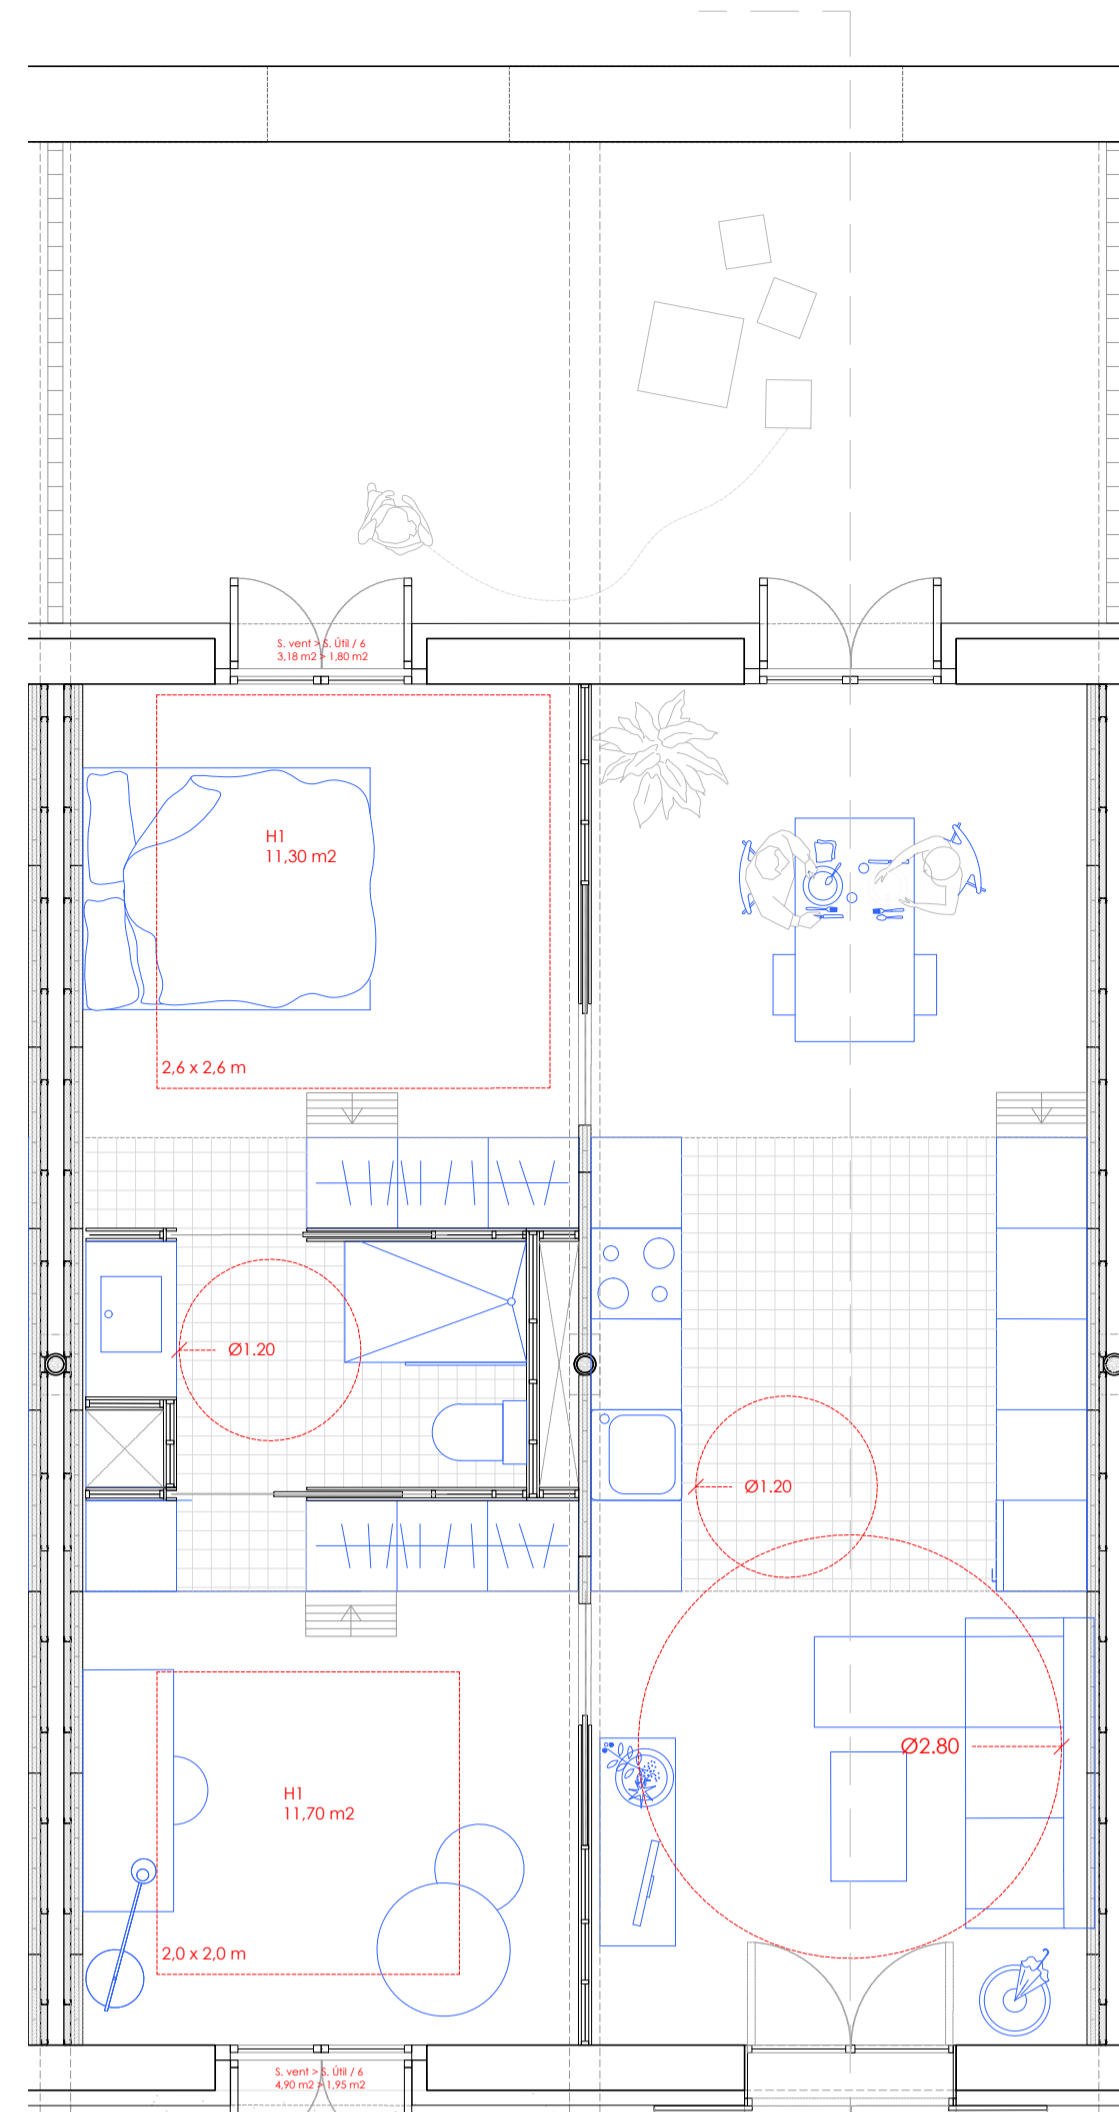 S. vent > S. Útil / 6
3,18 m2 > 1,80 m2
H1
11,30 m2
2,6 x 2,6 m
Ø1.20
Ø1.20
Ø2.80
H1
11,70 m2
2,0 x 2,0 m
S. vent > S. Útil / 6
4,90 m2 > 1,95 m2